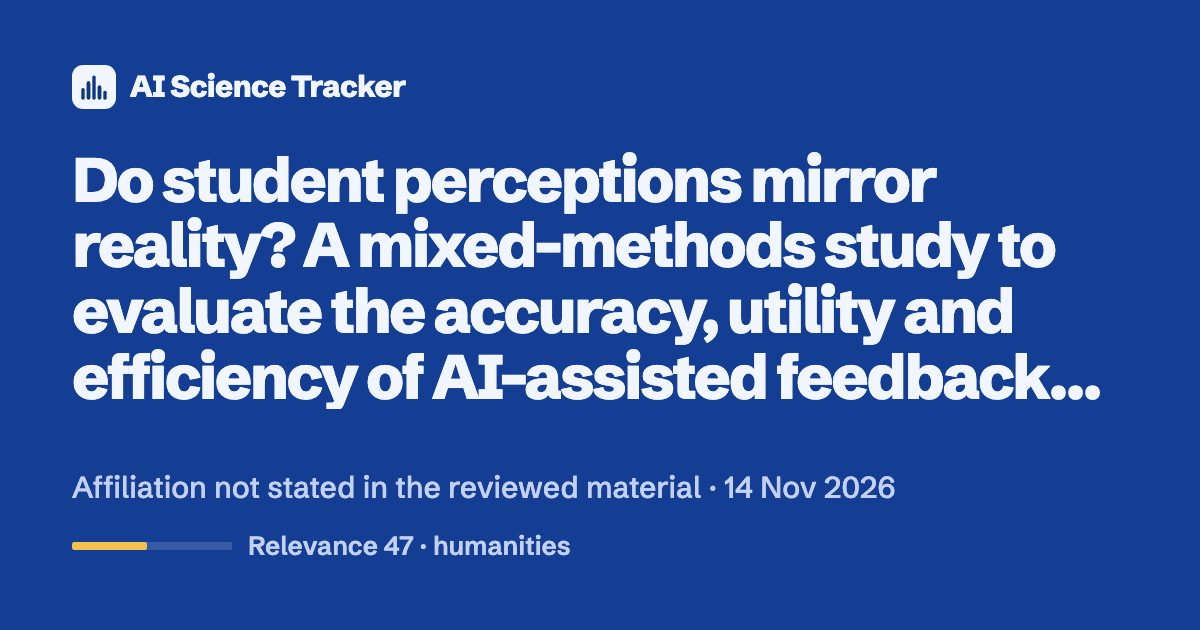 AI Science Tracker
Do student perceptions mirror
reality? A mixed-methods study to
evaluate the accuracy, utility and
efficiency of AI-assisted feedback...
Affiliation not stated in the reviewed material · 14 Nov 2026
Relevance 47 · humanities